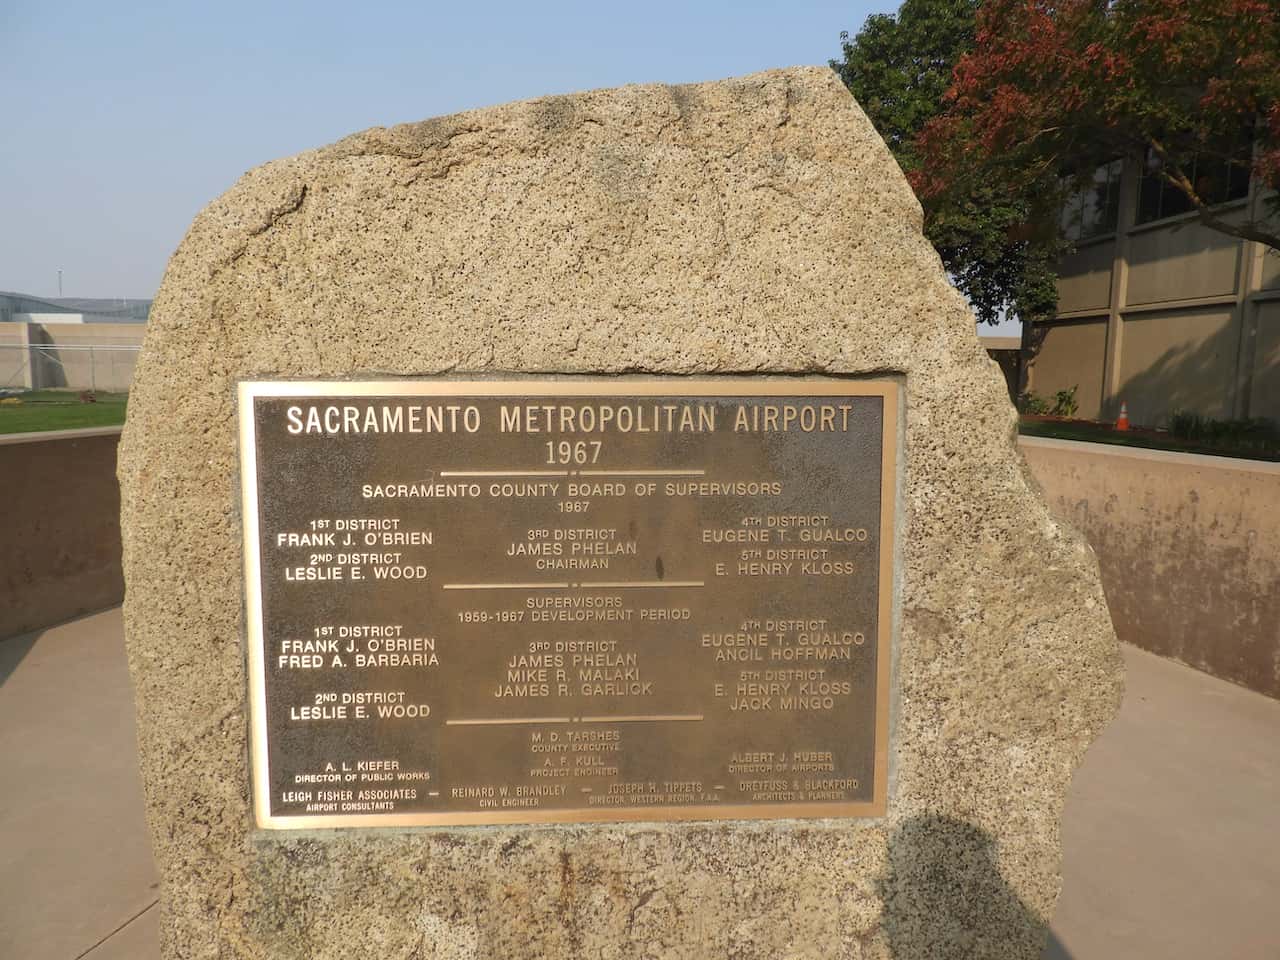 SACRAMENTO METROPOLITAN AIRPORT
1967
SACRAMENTO COUNTY BOARD OF SUPERVISORS
1967
1ST DISTRICT
FRANK J. O'BRIEN
2ND DISTRICT
LESLIE E. WOOD
3RD DISTRICT
JAMES PHELAN
CHAIRMAN
4TH DISTRICT
EUGENE T. GUALCO
5TH DISTRICT
E. HENRY KLOSS
SUPERVISORS
1959-1967 DEVELOPMENT PERIOD
1ST DISTRICT
FRANK J. O'BRIEN
FRED A. BARBARIA
2ND DISTRICT
LESLIE E. WOOD
3RD DISTRICT
JAMES PHELAN
MIKE R. MALAKI
JAMES R. GARLICK
4TH DISTRICT
EUGENE T. GUALCO
ANCIL HOFFMAN
5TH DISTRICT
E. HENRY KLOSS
JACK MINGO
M. D. TARSHES
COUNTY EXECUTIVE
A. L. KIEFER
DIRECTOR OF PUBLIC WORKS
A. F. KULL
PROJECT ENGINEER
ALBERT J. HUBER
DIRECTOR OF AIRPORTS
LEIGH FISHER ASSOCIATES — REINARD W. BRANDLEY — JOSEPH H. TIPPETS — DREYFUSS & BLACKFORD
AIRPORT CONSULTANTS CIVIL ENGINEER DIRECTOR, WESTERN REGION, F.A.A. ARCHITECTS & PLANNERS